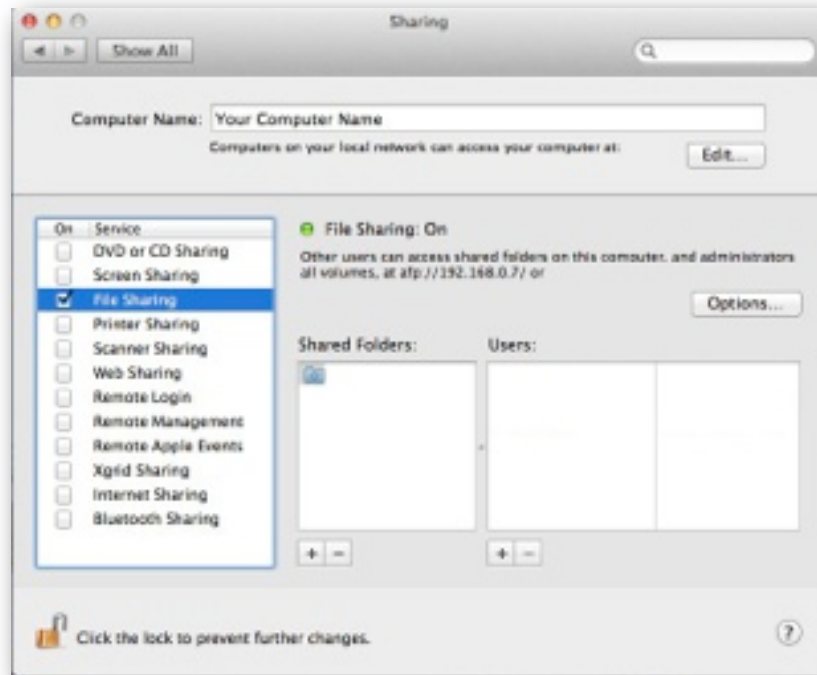 Sharing
Show All
Computer Name: Your Computer Name
Computers on your local network can access your computer at:
Edit...
On Service
DVD or CD Sharing
Screen Sharing
File Sharing
Printer Sharing
Scanner Sharing
Web Sharing
Remote Login
Remote Management
Remote Apple Events
Xgrid Sharing
Internet Sharing
Bluetooth Sharing
File Sharing: On
Other users can access shared folders on this computer, and administrators
all volumes, at afp://192.168.0.7/ or
Options...
Shared Folders: Users:
+ − + −
Click the lock to prevent further changes.
?